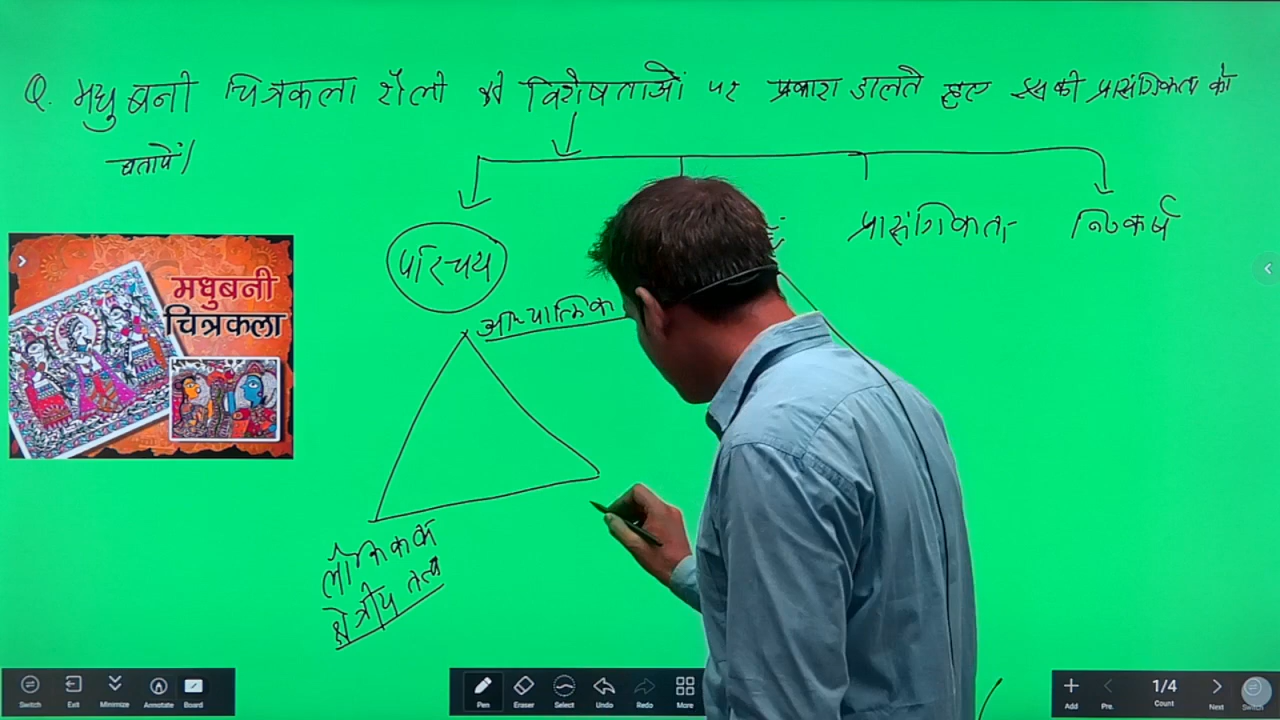 Q. मधुबनी चित्रकला शैली की विशेषताओं पर प्रकाश डालते हुए इसकी प्रासंगिकता को
बतायें।
परिचय
प्रासंगिकता
निष्कर्ष
मधुबनी
चित्रकला
आध्यात्मिक
लौकिक व
क्षेत्रीय तत्व
Switch Exit Minimize Annotate Board
Pen Eraser Select Undo Redo More
Add Pre. 1/4 Count Next Switch